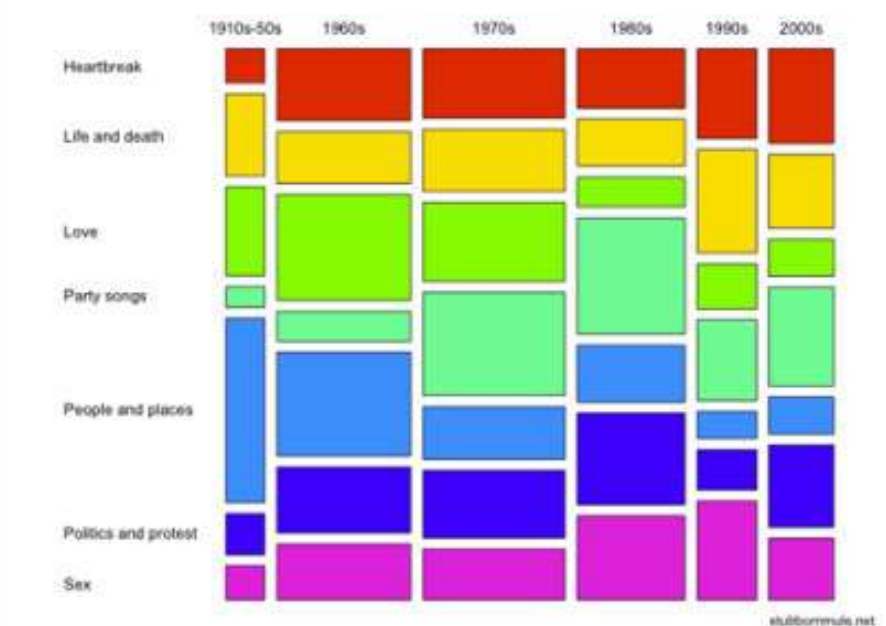 1910s-50s 1960s 1970s 1980s 1990s 2000s
Heartbreak
Life and death
Love
Party songs
People and places
Politics and protest
Sex
stubbornmule.net